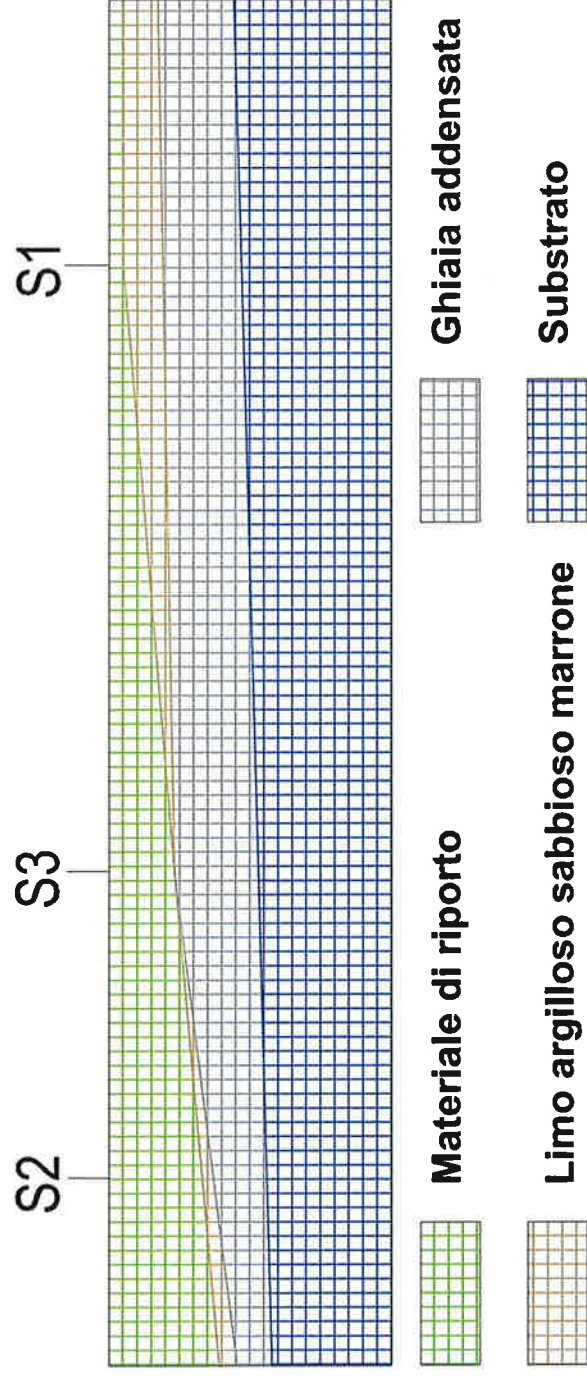 S2 S3 S1
Materiale di riporto Ghiaia addensata
Limo argilloso sabbioso marrone Substrato